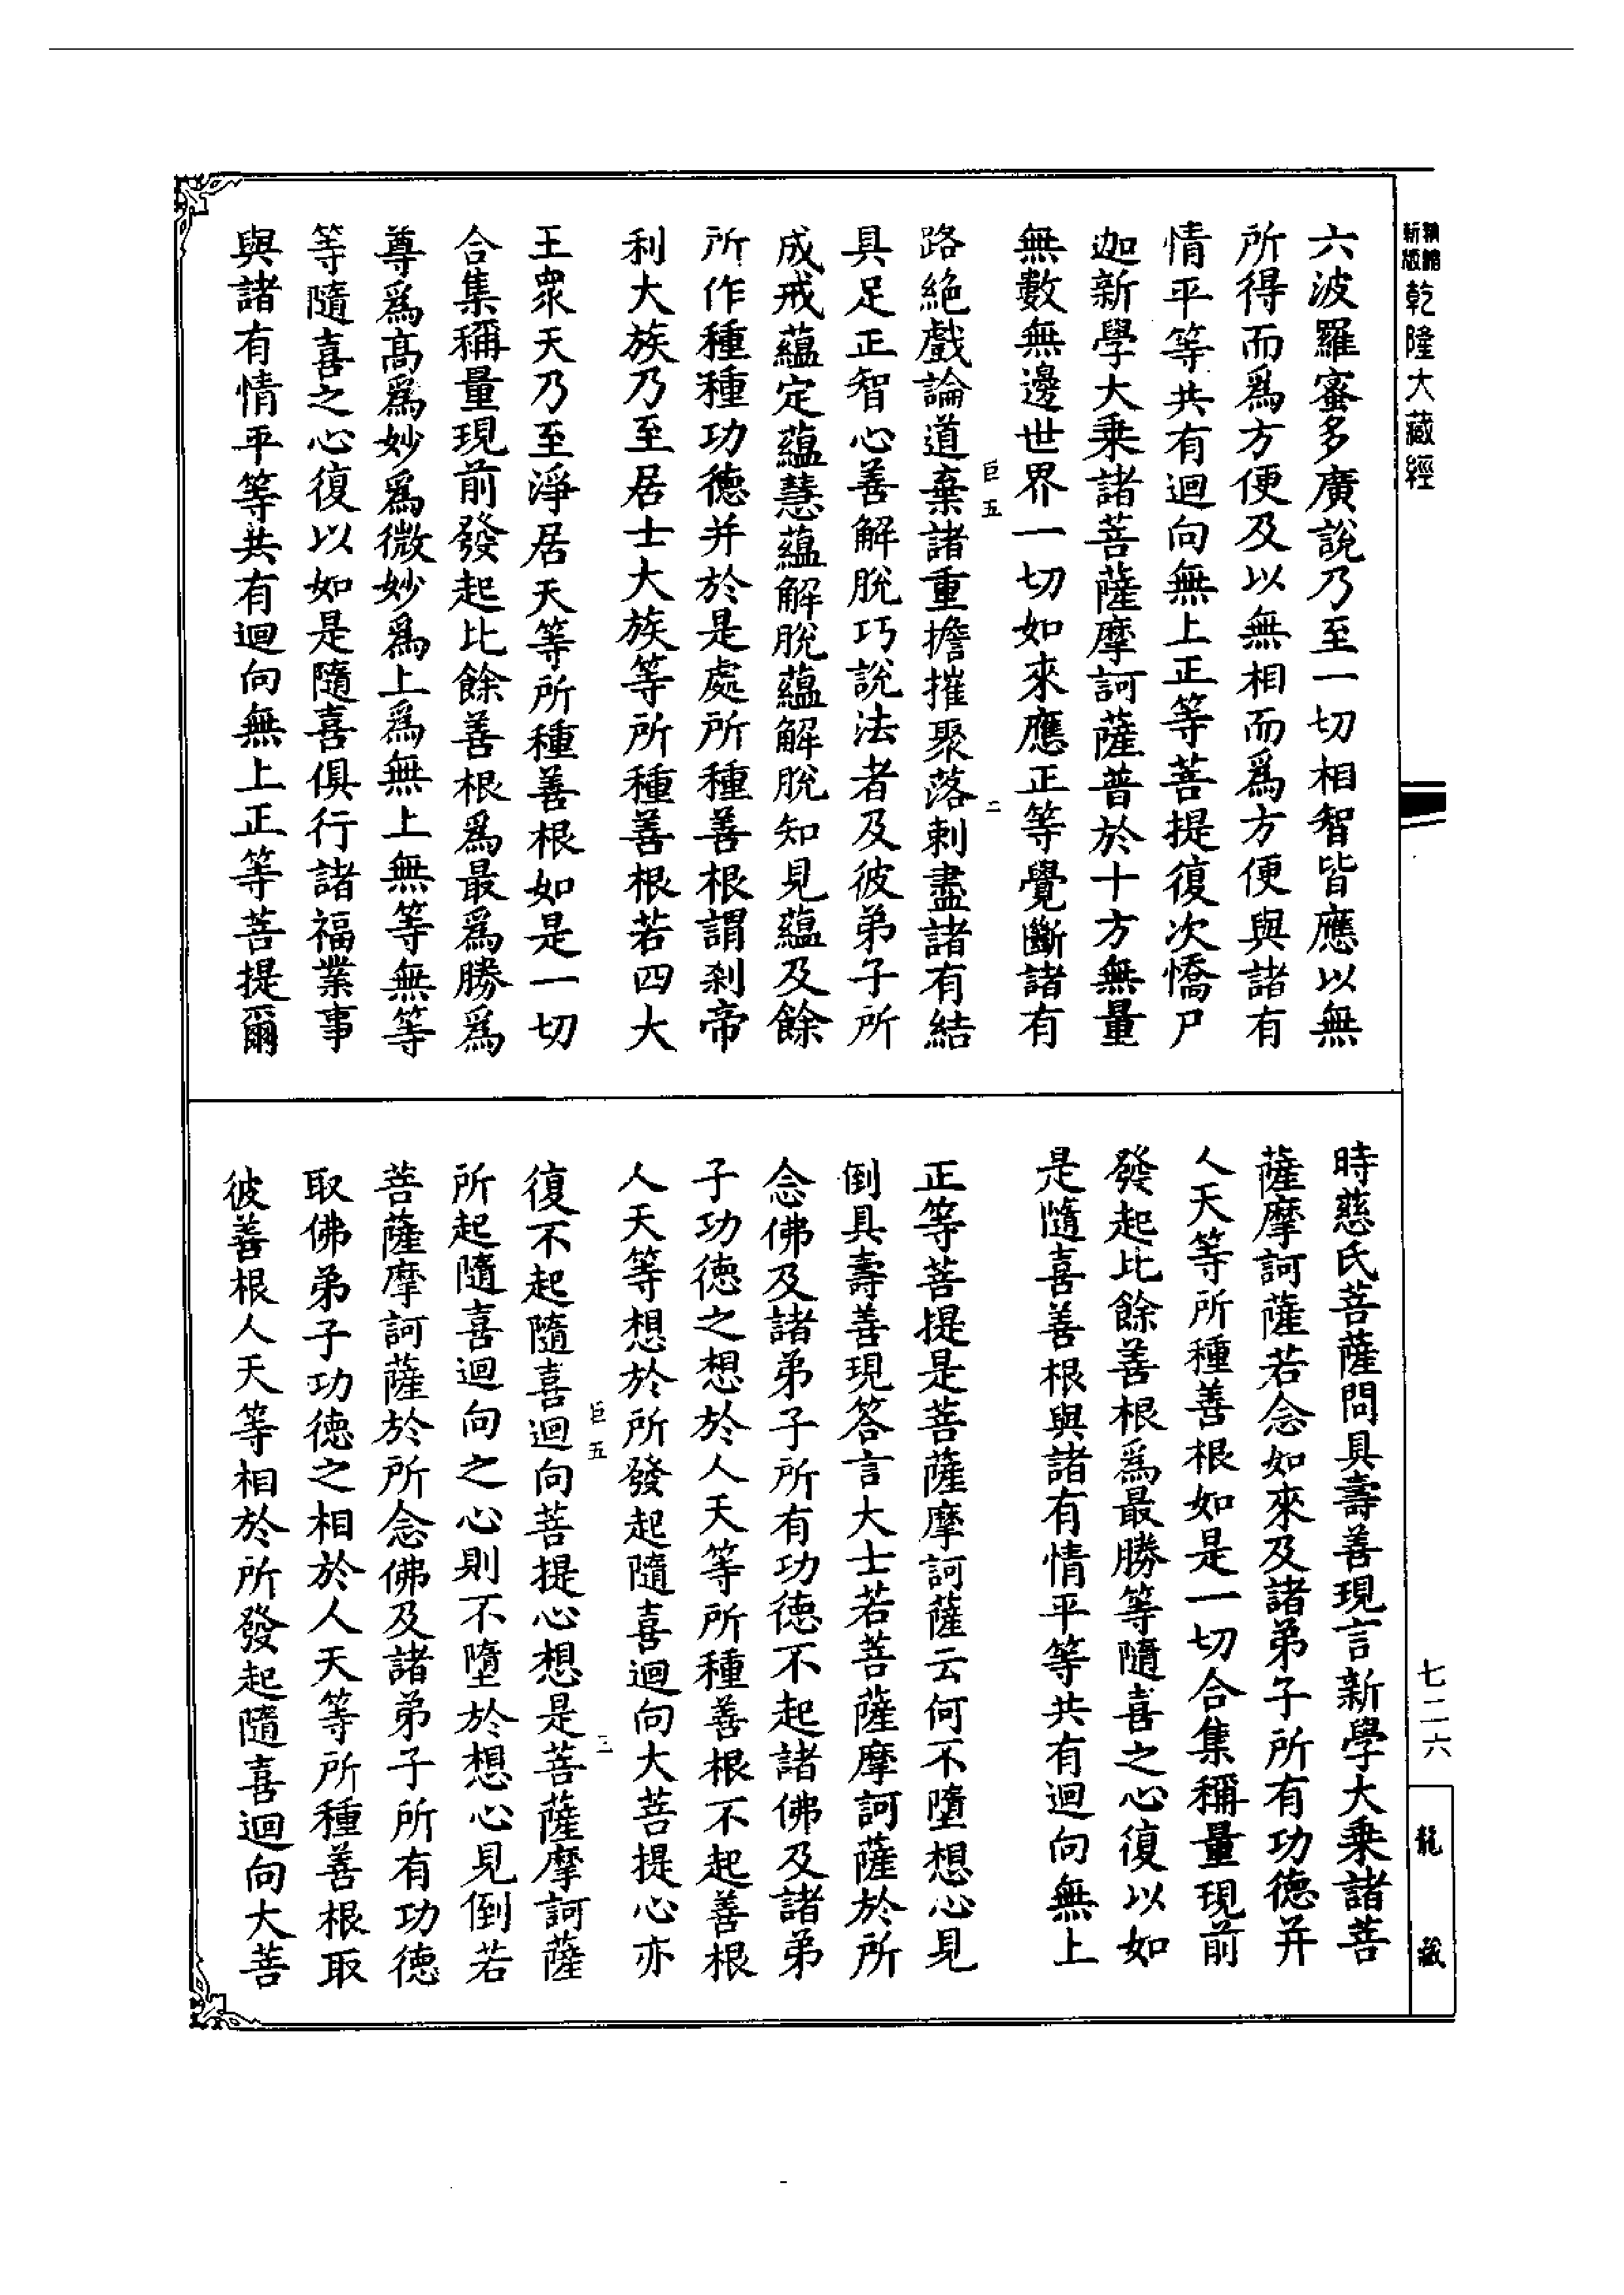 精編新版乾隆大藏經
六波羅蜜多廣說乃至一切相智皆應以無
所得而爲方便及以無相而爲方便與諸有
情平等共有迴向無上正等菩提復次憍尸
迦新學大乗諸菩薩摩訶薩普於十方無量
無數無邊世界一切如來應正等覺斷諸有
巨五 二
路絕戲論道棄諸重擔摧聚落刺盡諸有結
具足正智心善解脫巧說法者及彼弟子所
成戒蘊定蘊慧蘊解脫蘊解脫知見蘊及餘
所作種種功德并於是處所種善根謂剎帝
利大族乃至居士大族等所種善根若四大
王衆天乃至淨居天等所種善根如是一切
合集稱量現前發起比餘善根爲最爲勝爲
尊爲高爲妙爲微妙爲上爲無上無等無等
等隨喜之心復以如是隨喜俱行諸福業事
與諸有情平等共有迴向無上正等菩提爾
時慈氏菩薩問具壽善現言新學大乗諸菩
薩摩訶薩若念如來及諸弟子所有功德并
人天等所種善根如是一切合集稱量現前
發起比餘善根爲最勝等隨喜之心復以如
是隨喜善根與諸有情平等共有迴向無上
正等菩提是菩薩摩訶薩云何不墮想心見
倒具壽善現答言大士若菩薩摩訶薩於所
念佛及諸弟子所有功德不起諸佛及諸弟
子功德之想於人天等所種善根不起善根
人天等想於所發起隨喜迴向大菩提心亦
巨五 三
復不起隨喜迴向菩提心想是菩薩摩訶薩
所起隨喜迴向之心則不墮於想心見倒若
菩薩摩訶薩於所念佛及諸弟子所有功德
取佛弟子功德之相於人天等所種善根取
彼善根人天等相於所發起隨喜迴向大菩
七二六
龍藏